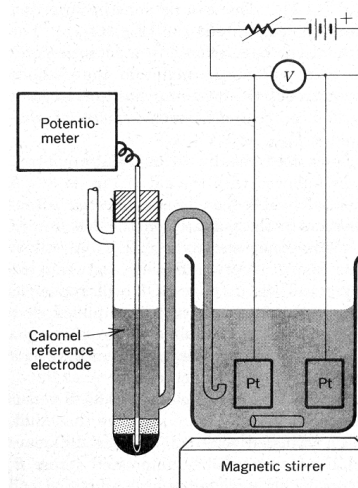 − +
V
Potentio-
meter
Calomel
reference
electrode
Pt Pt
Magnetic stirrer